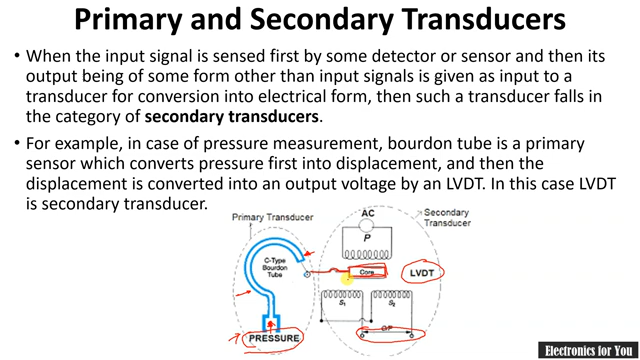 Primary and Secondary Transducers
• When the input signal is sensed first by some detector or sensor and then its
output being of some form other than input signals is given as input to a
transducer for conversion into electrical form, then such a transducer falls in
the category of secondary transducers.
• For example, in case of pressure measurement, bourdon tube is a primary
sensor which converts pressure first into displacement, and then the
displacement is converted into an output voltage by an LVDT. In this case LVDT
is secondary transducer.
Primary Transducer
AC
Secondary
Transducer
P
C-Type
Bourdon
Tube
Core
LVDT
S1
S2
O/P
PRESSURE
Electronics for You